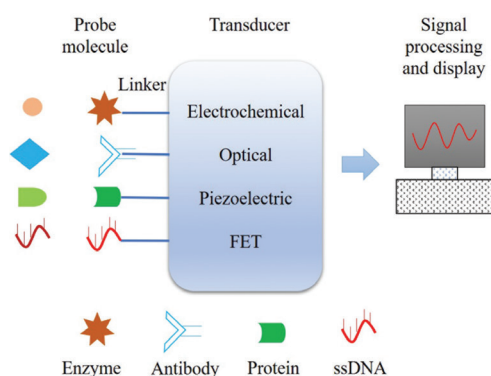 Probe
molecule
Transducer
Signal
processing
and display
Linker
Electrochemical
Optical
Piezoelectric
FET
Enzyme
Antibody
Protein
ssDNA